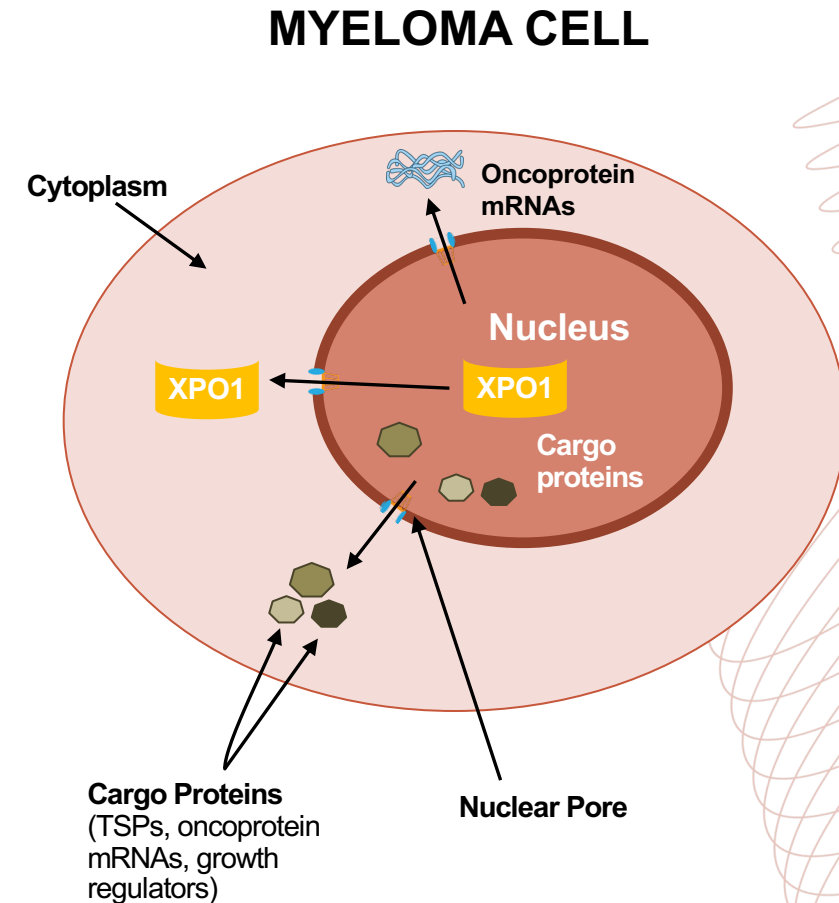 MYELOMA CELL
Cytoplasm
Oncoprotein
mRNAs
Nucleus
XPO1
XPO1
Cargo
proteins
Cargo Proteins
(TSPs, oncoprotein
mRNAs, growth
regulators)
Nuclear Pore